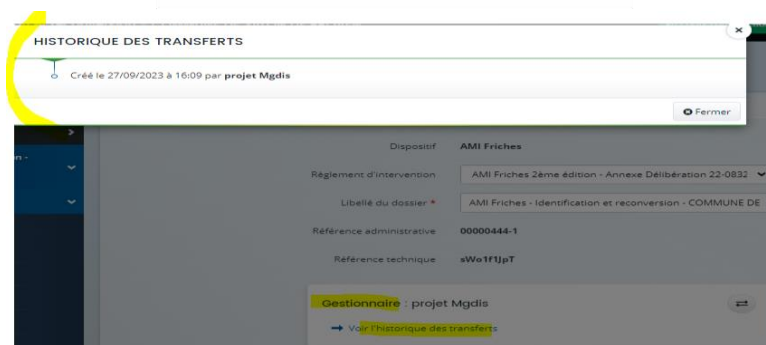 HISTORIQUE DES TRANSFERTS
Créé le 27/09/2023 à 16:09 par projet Mgdis
Fermer
Dispositif AMI Friches
Règlement d'intervention AMI Friches 2ème édition - Annexe Délibération 22-0832
Libellé du dossier * AMI Friches - Identification et reconversion - COMMUNE DE
Référence administrative 00000444-1
Référence technique sWo1f1JpT
Gestionnaire : projet Mgdis
Voir l'historique des transferts